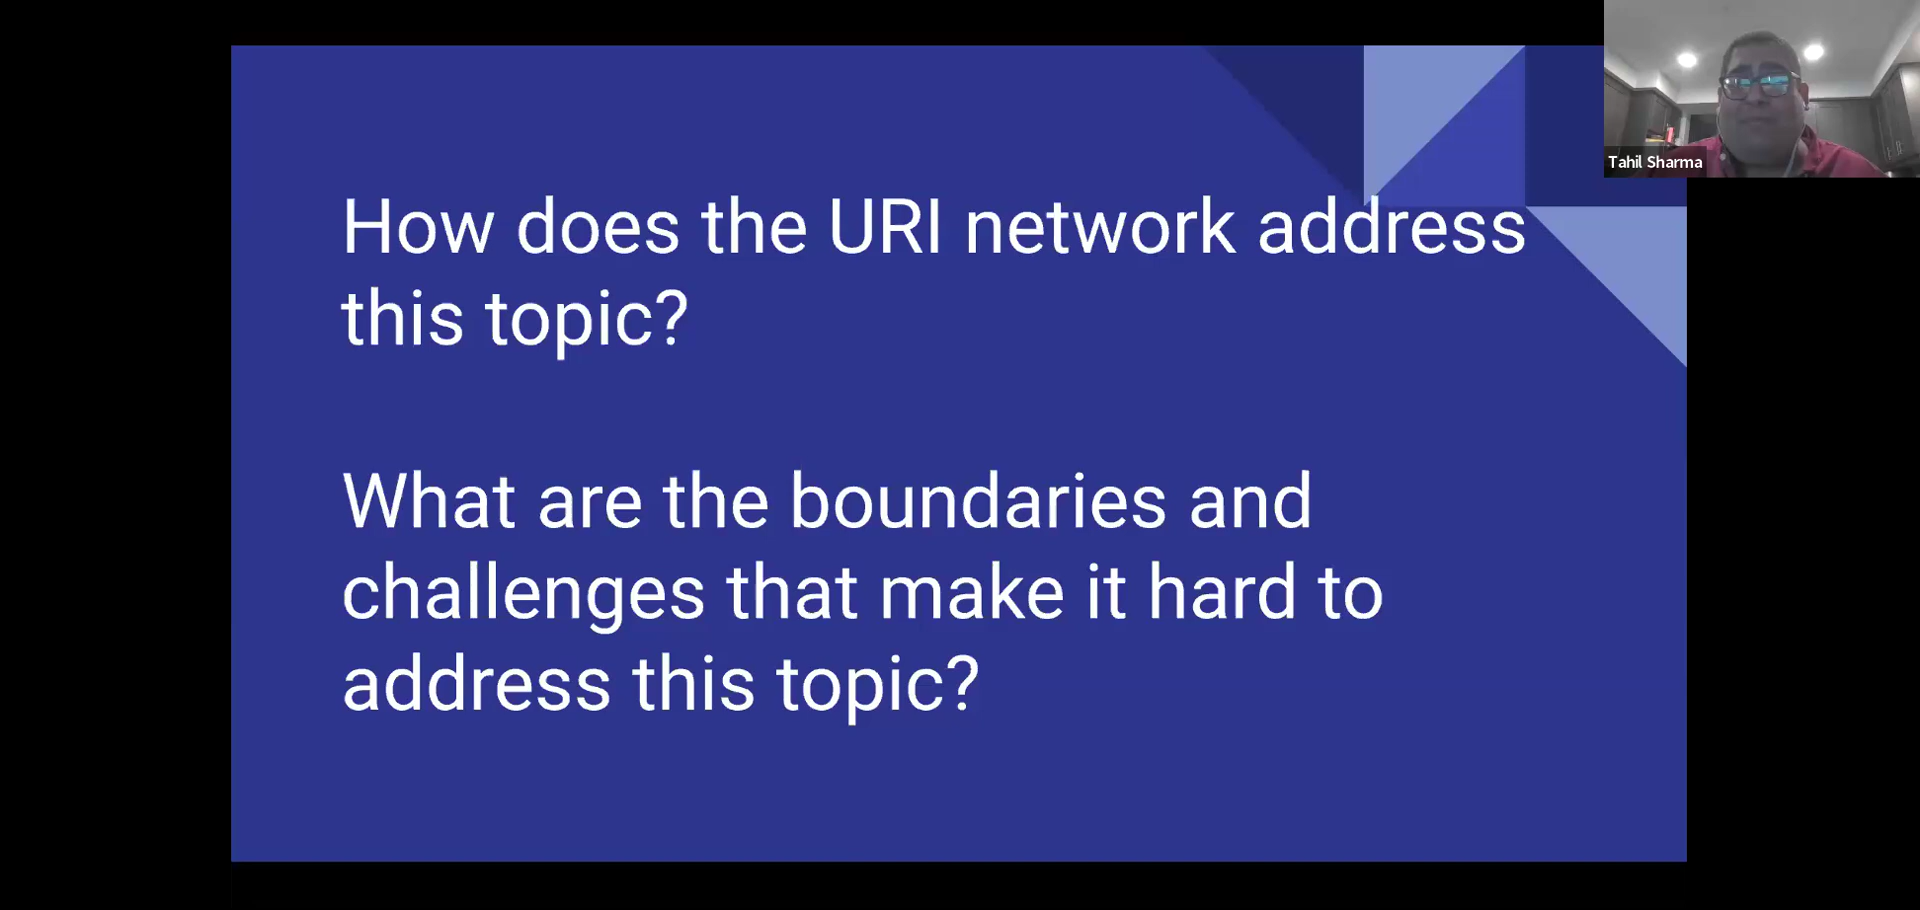 How does the URI network address
this topic?
What are the boundaries and
challenges that make it hard to
address this topic?
Tahil Sharma